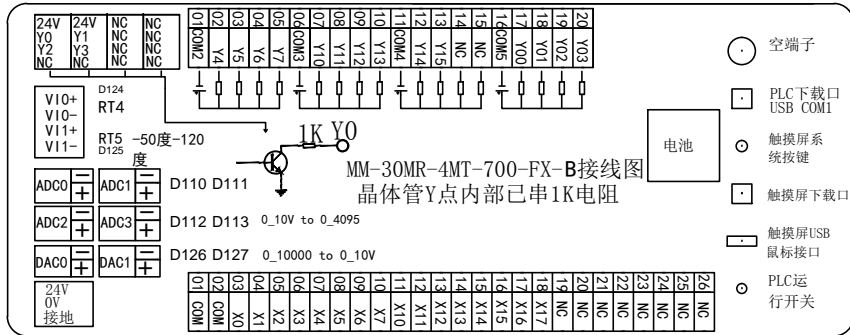 24V 24V NC NC
Y0 Y1 NC NC
Y2 Y3 NC NC
NC NC NC NC
01 02 03 04 05 06 07 08 09 10 11 12 13 14 15 16 17 18 19 20
COM2 Y4 Y5 Y6 Y7 COM3 Y10 Y11 Y12 Y13 COM4 Y14 Y15 NC NC COM5 Y00 Y01 Y02 Y03
VI0+
VI0-
VI1+
VI1-
D124
RT4
RT5 -50度-120
D125 度
1K Y0
MM-30MR-4MT-700-FX-B接线图
晶体管Y点内部已串1K电阻
ADC0 - + ADC1 - + D110 D111
ADC2 - + ADC3 - + D112 D113 0_10V to 0_4095
DAC0 - + DAC1 - + D126 D127 0_10000 to 0_10V
24V
0V
接地
电池
空端子
PLC下载口
USB COM1
触摸屏系
统按键
触摸屏下载口
触摸屏USB
鼠标接口
PLC运
行开关
01 02 03 04 05 06 07 08 09 10 11 12 13 14 15 16 17 18 19 20 21 22 23 24 25 26
COM COM X0 X1 X2 X3 X4 X5 X6 X7 X10 X11 X12 X13 X14 X15 X16 X17 NC NC NC NC NC NC NC NC